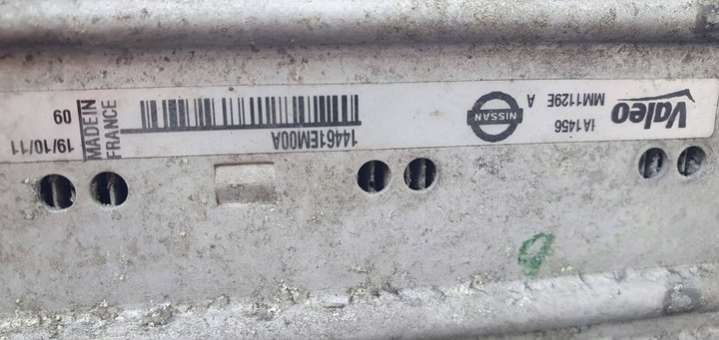 Valeo
IA1456
MM1129E A
NISSAN
14461EM00A
MADE IN
FRANCE
19/10/11
09